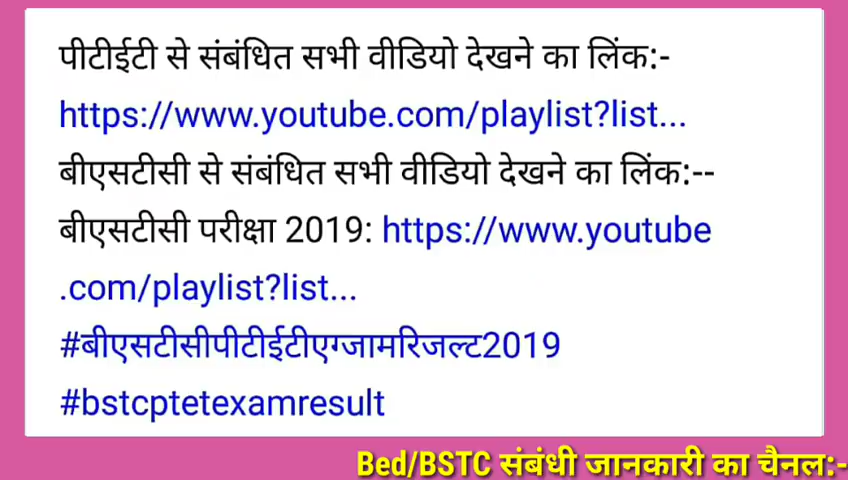 पीटीईटी से संबंधित सभी वीडियो देखने का लिंक:-
https://www.youtube.com/playlist?list...
बीएसटीसी से संबंधित सभी वीडियो देखने का लिंक:--
बीएसटीसी परीक्षा 2019: https://www.youtube
.com/playlist?list...
#बीएसटीसीपीटीईटीएग्जामरिजल्ट2019
#bstcptetexamresult
Bed/BSTC संबंधी जानकारी का चैनल:-